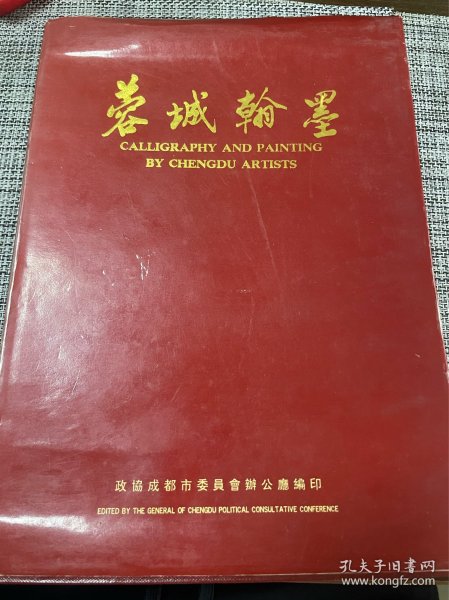 蓉城翰墨
CALLIGRAPHY AND PAINTING
BY CHENGDU ARTISTS
政協成都市委員會辦公廳編印
EDITED BY THE GENERAL OF CHENGDU POLITICAL CONSULTATIVE CONFERENCE
孔夫子旧书网
www.kongfz.com